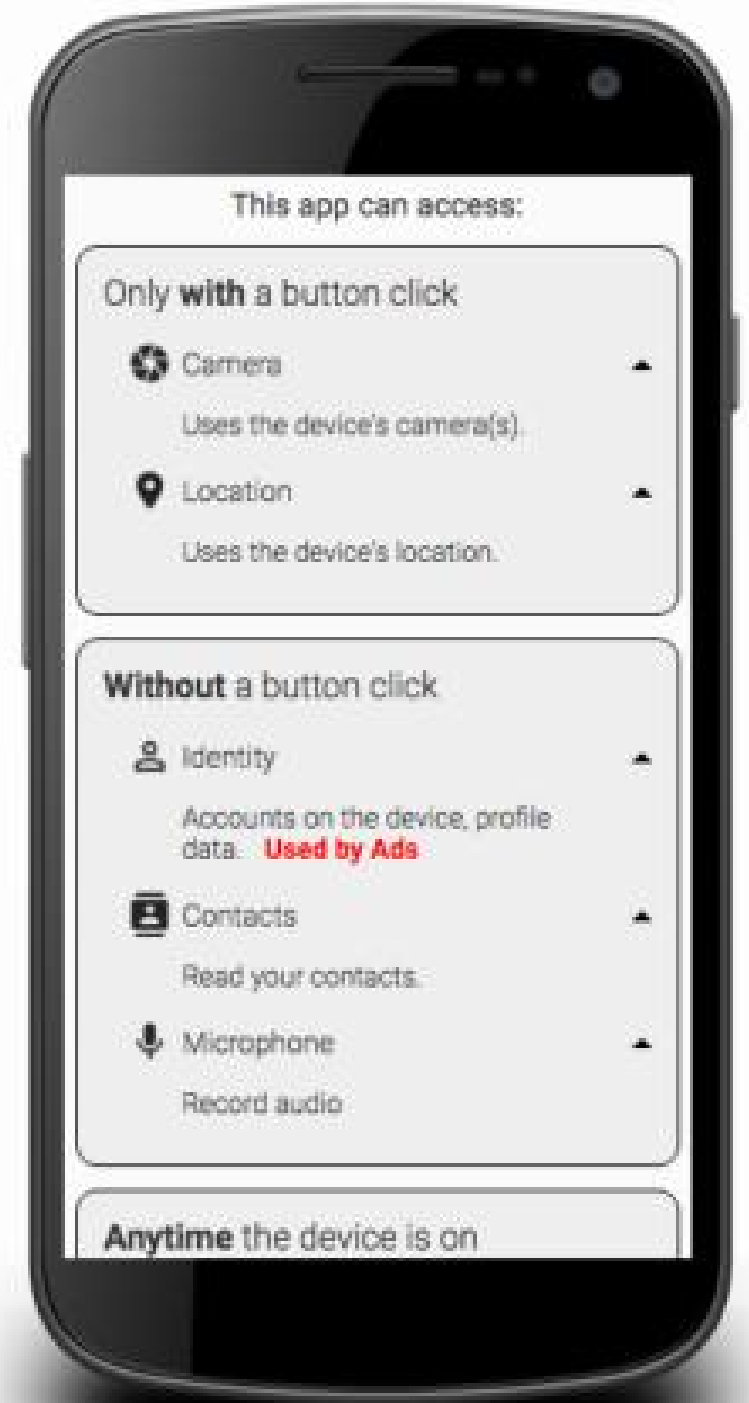 This app can access:
Only with a button click
Camera
Uses the device's camera(s).
Location
Uses the device's location.
Without a button click
Identity
Accounts on the device, profile
data. Used by Ads
Contacts
Read your contacts.
Microphone
Record audio
Anytime the device is on